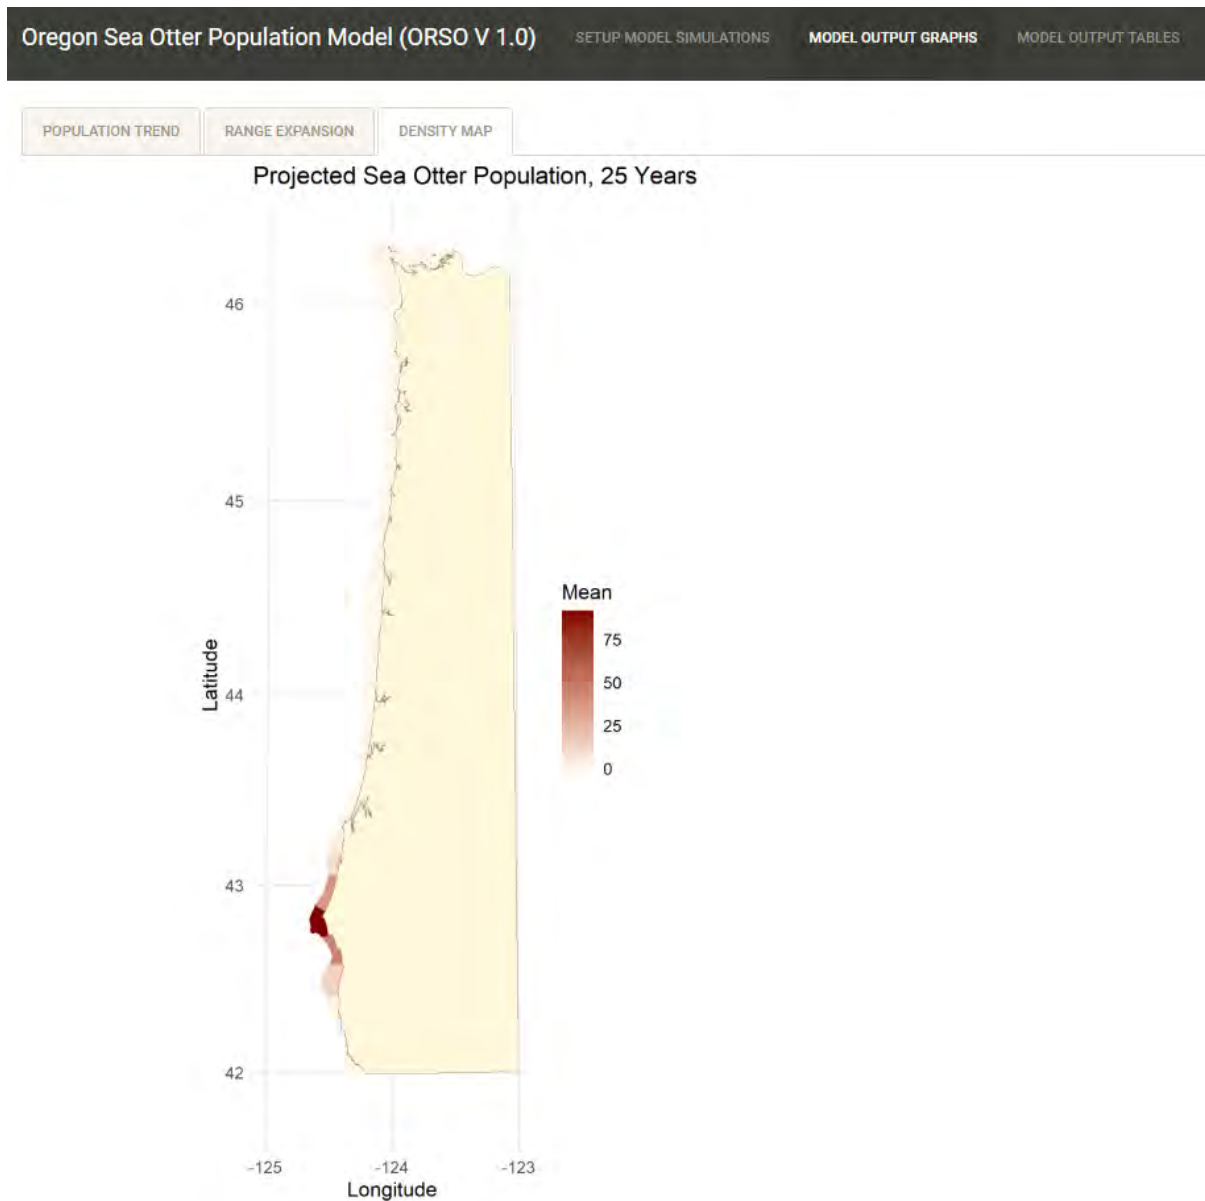 Oregon Sea Otter Population Model (ORSO V 1.0) SETUP MODEL SIMULATIONS MODEL OUTPUT GRAPHS MODEL OUTPUT TABLES
POPULATION TREND RANGE EXPANSION DENSITY MAP
Projected Sea Otter Population, 25 Years
46
45
44
43
42
Latitude
-125 -124 -123
Longitude
Mean
75
50
25
0